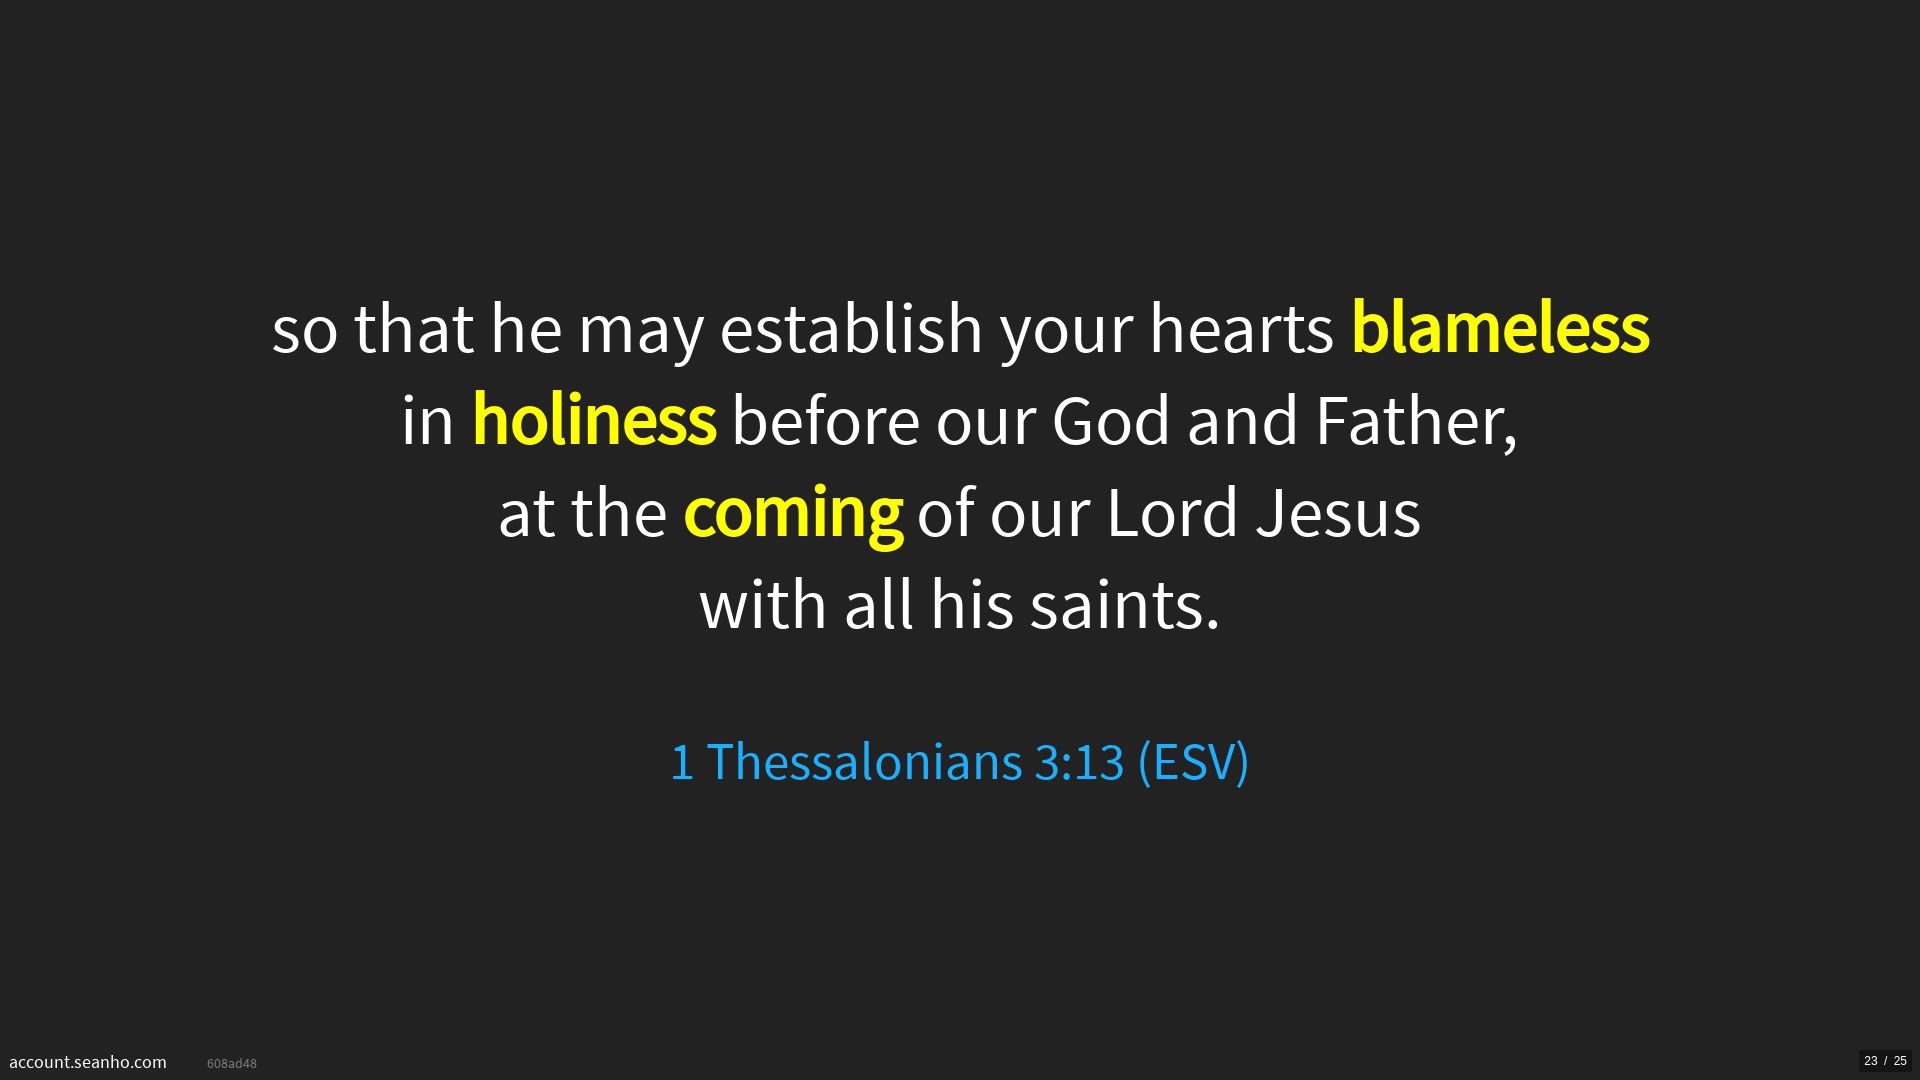 so that he may establish your hearts blameless
in holiness before our God and Father,
at the coming of our Lord Jesus
with all his saints.
1 Thessalonians 3:13 (ESV)
account.seanho.com 608ad48
23 / 25